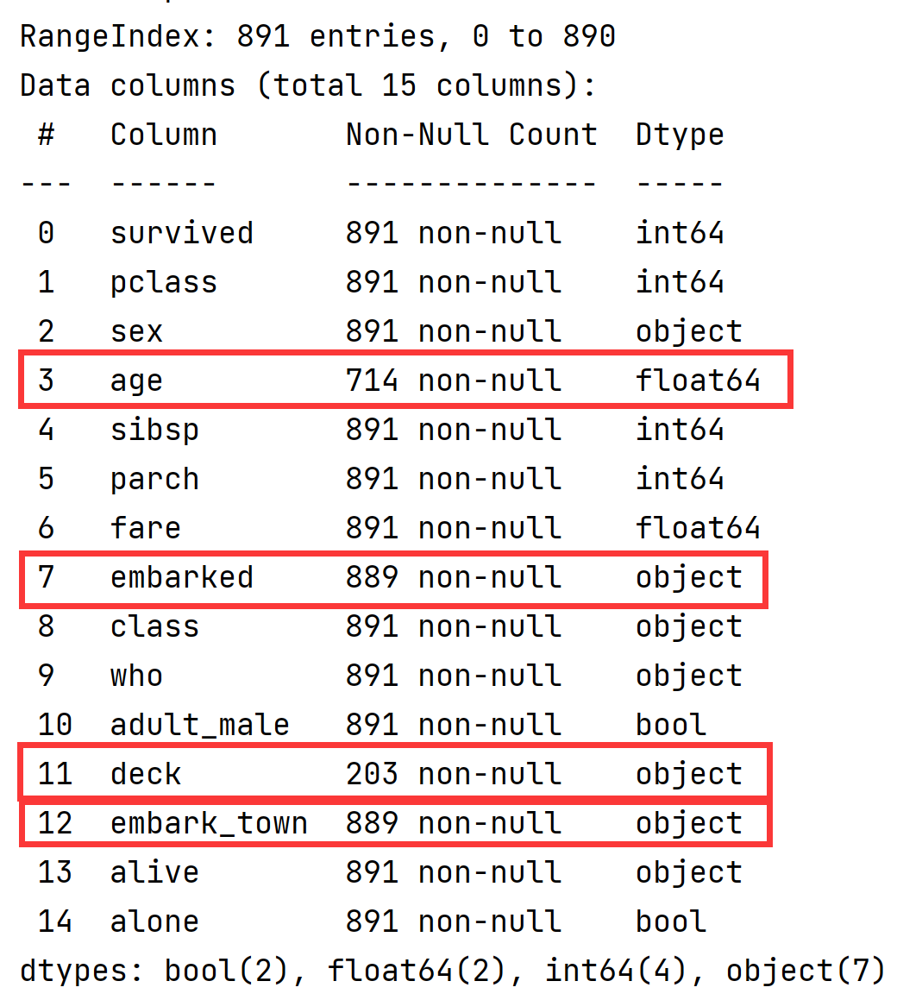 RangeIndex: 891 entries, 0 to 890
Data columns (total 15 columns):
 #   Column       Non-Null Count  Dtype
---  ------       --------------  -----
 0   survived     891 non-null    int64
 1   pclass       891 non-null    int64
 2   sex          891 non-null    object
 3   age          714 non-null    float64
 4   sibsp        891 non-null    int64
 5   parch        891 non-null    int64
 6   fare         891 non-null    float64
 7   embarked     889 non-null    object
 8   class        891 non-null    object
 9   who          891 non-null    object
 10  adult_male   891 non-null    bool
 11  deck         203 non-null    object
 12  embark_town  889 non-null    object
 13  alive        891 non-null    object
 14  alone        891 non-null    bool
dtypes: bool(2), float64(2), int64(4), object(7)